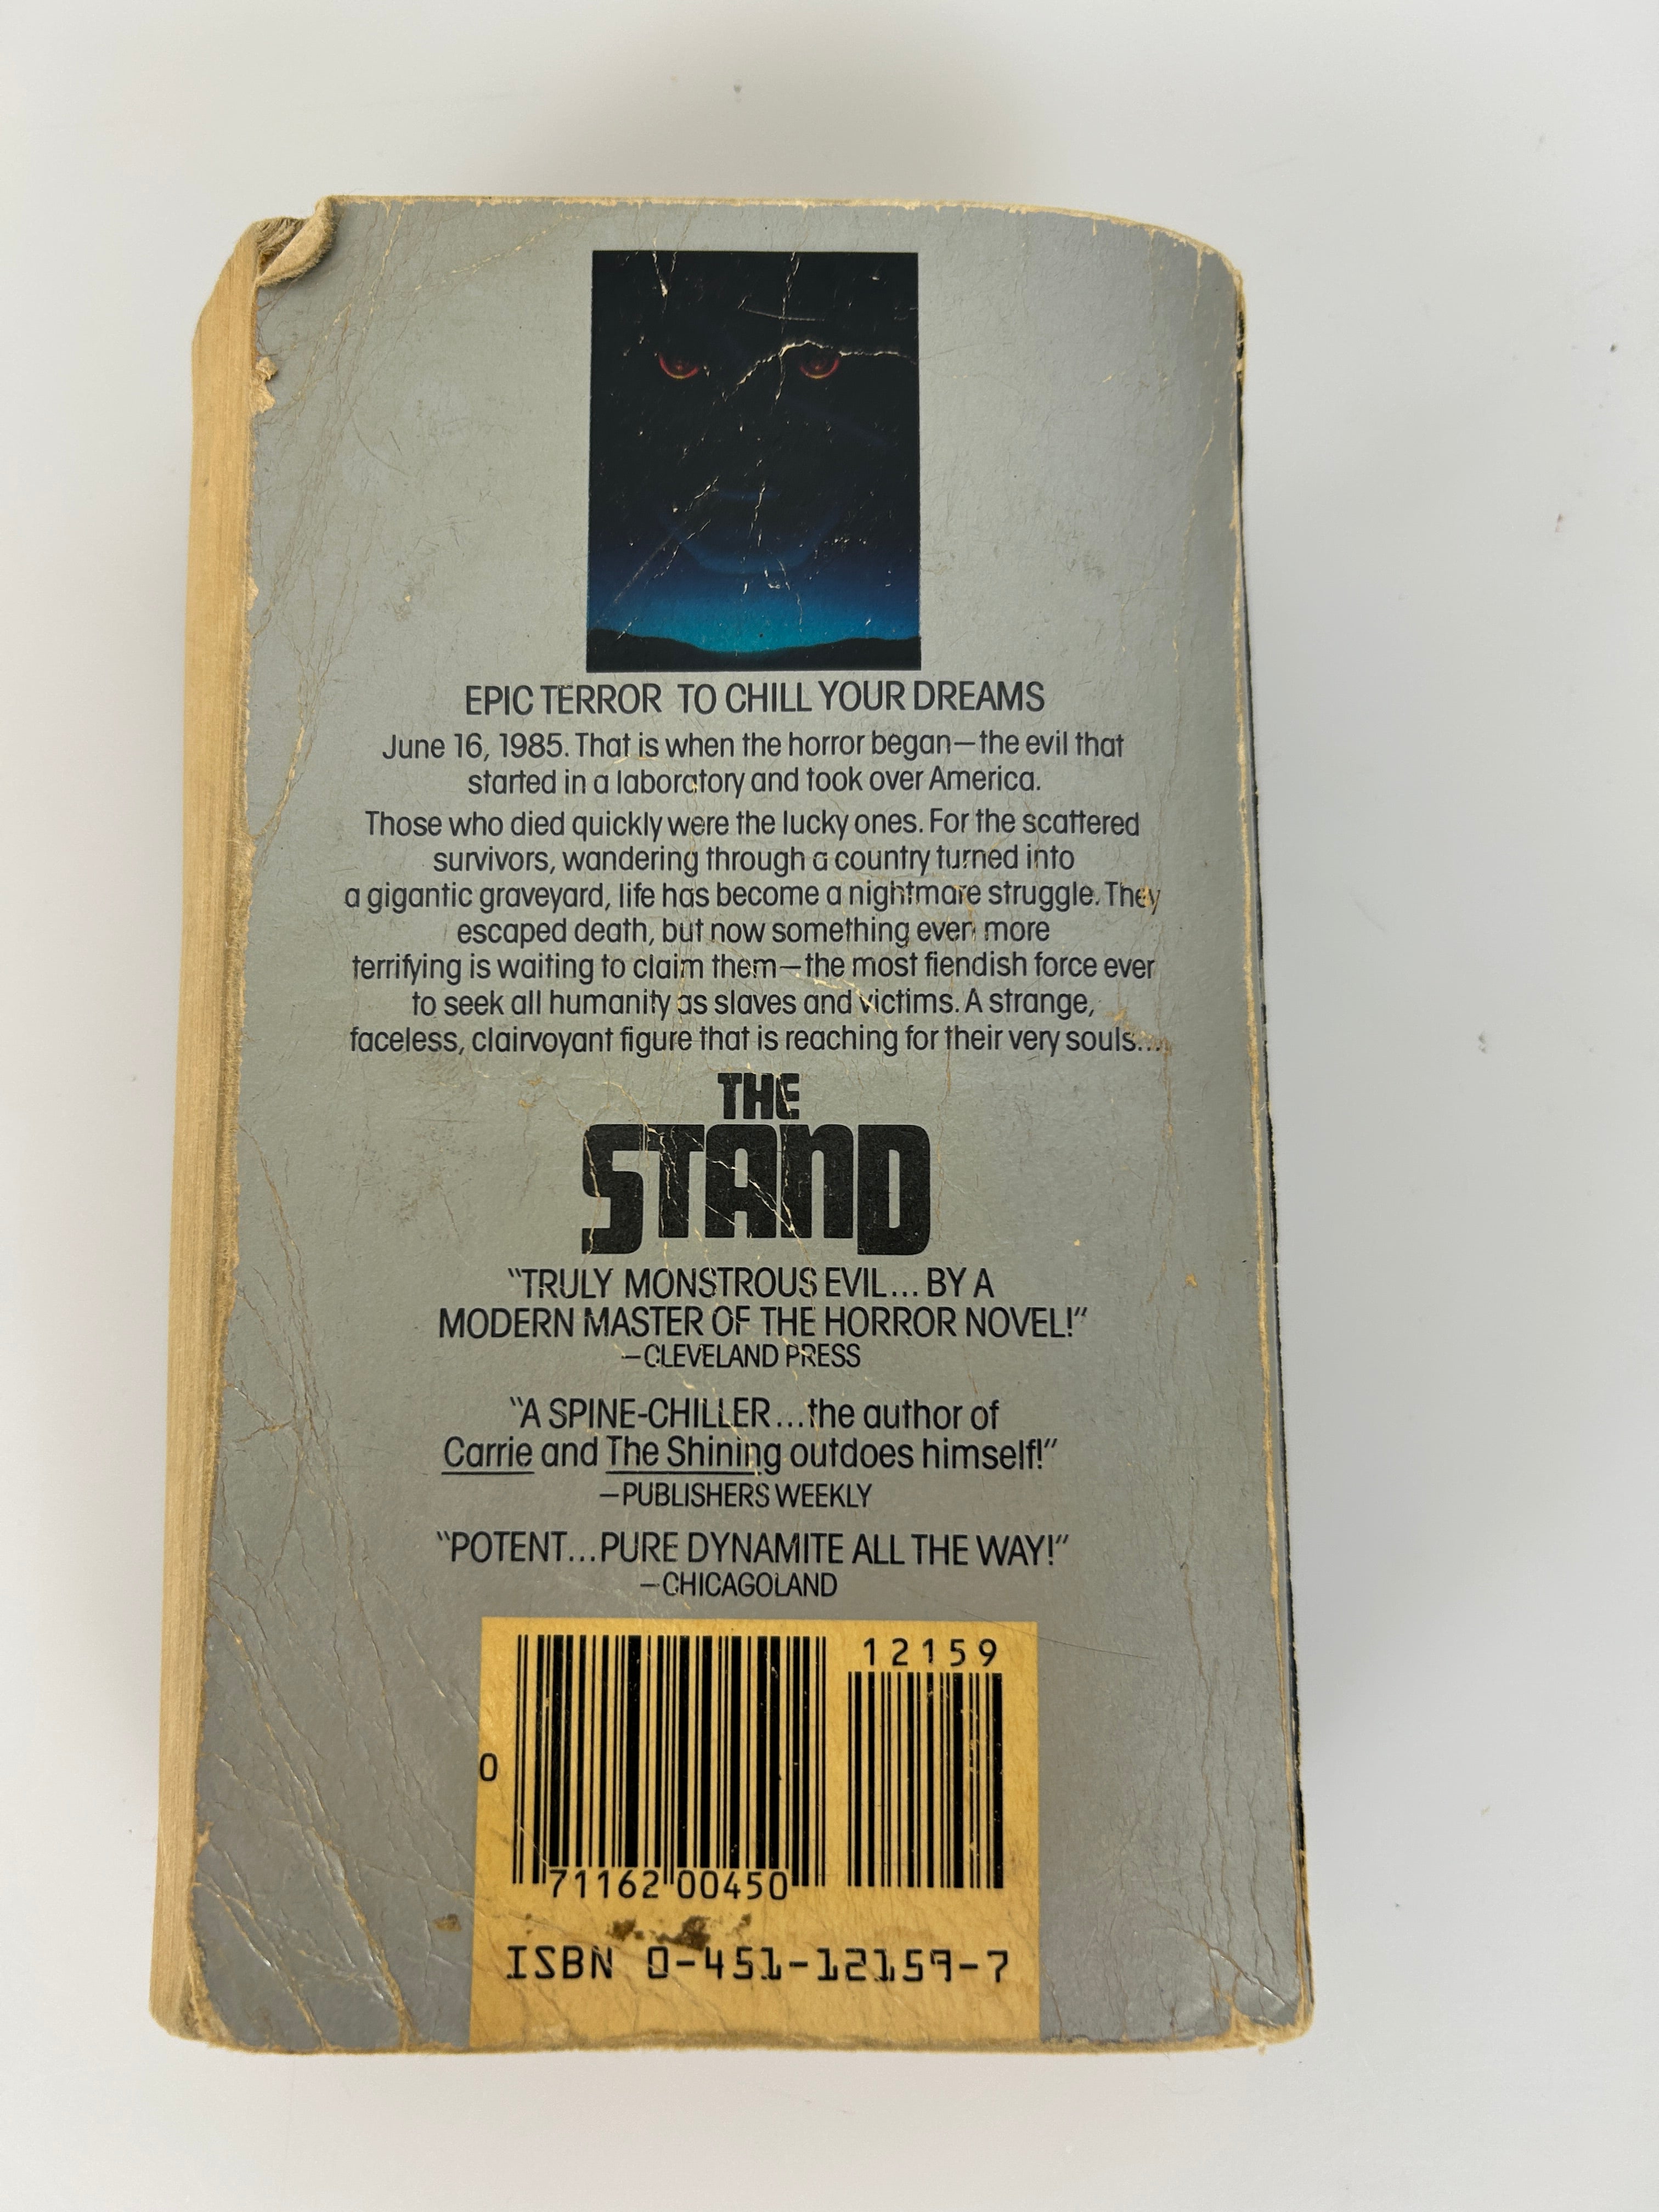 EPIC TERROR TO CHILL YOUR DREAMS
June 16, 1985. That is when the horror began—the evil that
started in a laboratory and took over America.
Those who died quickly were the lucky ones. For the scattered
survivors, wandering through a country turned into
a gigantic graveyard, life has become a nightmare struggle. They
escaped death, but now something even more
terrifying is waiting to claim them—the most fiendish force ever
to seek all humanity as slaves and victims. A strange,
faceless, clairvoyant figure that is reaching for their very souls...
THE
STAND
"TRULY MONSTROUS EVIL... BY A
MODERN MASTER OF THE HORROR NOVEL!"
—CLEVELAND PRESS
"A SPINE-CHILLER...the author of
Carrie and The Shining outdoes himself!"
—PUBLISHERS WEEKLY
"POTENT...PURE DYNAMITE ALL THE WAY!"
—CHICAGOLAND
12159
0
71162 00450
ISBN 0-451-12159-7